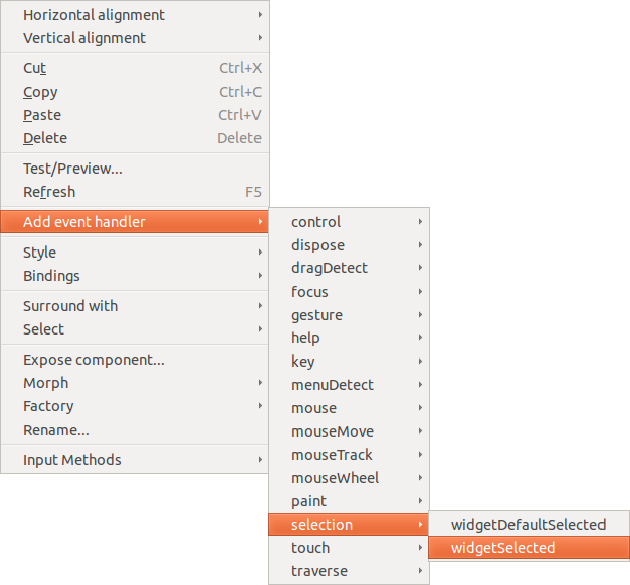 Horizontal alignment
Vertical alignment
Cut Ctrl+X
Copy Ctrl+C
Paste Ctrl+V
Delete Delete
Test/Preview...
Refresh F5
Add event handler
Style
Bindings
Surround with
Select
Expose component...
Morph
Factory
Rename...
Input Methods
control
dispose
dragDetect
focus
gesture
help
key
menuDetect
mouse
mouseMove
mouseTrack
mouseWheel
paint
selection
touch
traverse
widgetDefaultSelected
widgetSelected